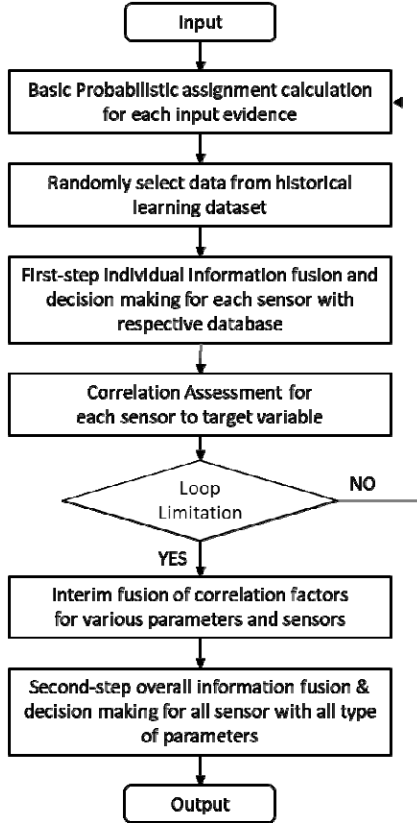 Input
Basic Probabilistic assignment calculation
for each input evidence
Randomly select data from historical
learning dataset
First-step individual information fusion and
decision making for each sensor with
respective database
Correlation Assessment for
each sensor to target variable
Loop
Limitation
NO
YES
Interim fusion of correlation factors
for various parameters and sensors
Second-step overall information fusion &
decision making for all sensor with all type
of parameters
Output